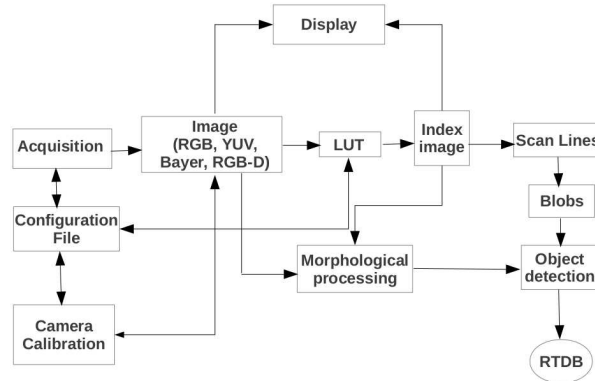 Display
Acquisition
Image
(RGB, YUV,
Bayer, RGB-D)
LUT
Index
image
Scan Lines
Configuration
File
Blobs
Morphological
processing
Object
detection
Camera
Calibration
RTDB